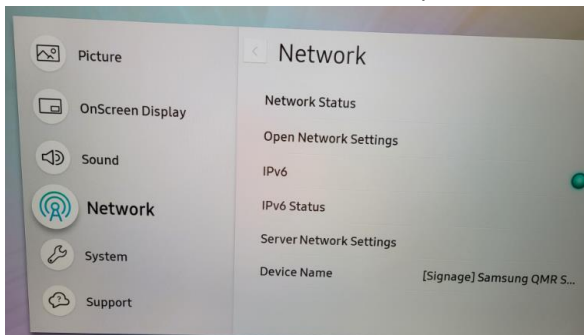 Picture
OnScreen Display
Sound
Network
System
Support
Network
Network Status
Open Network Settings
IPv6
IPv6 Status
Server Network Settings
Device Name [Signage] Samsung QMR S...